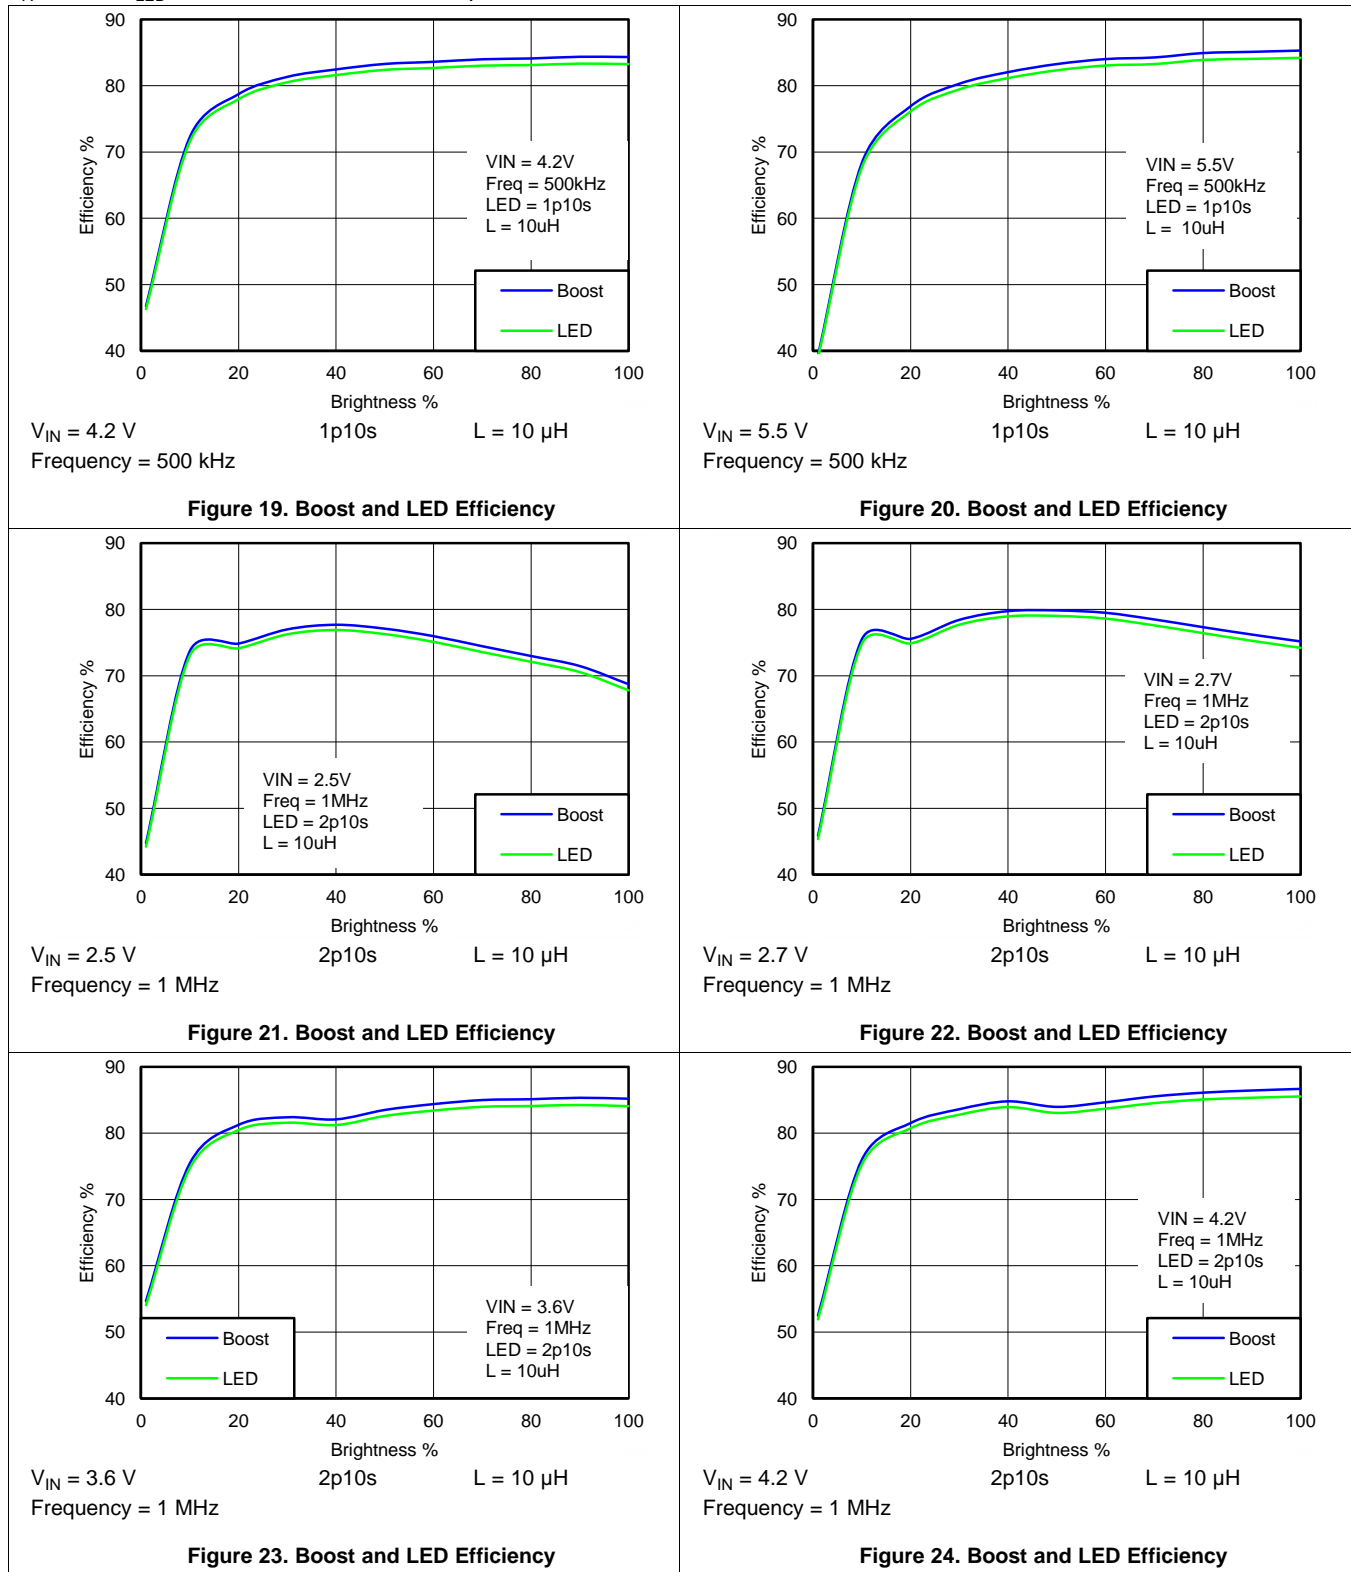 90
80
70
60
50
40
Efficiency %
VIN = 4.2V
Freq = 500kHz
LED = 1p10s
L = 10uH
Boost
LED
0 20 40 60 80 100
Brightness %
V_IN = 4.2 V 1p10s L = 10 µH
Frequency = 500 kHz
Figure 19. Boost and LED Efficiency
90
80
70
60
50
40
Efficiency %
VIN = 5.5V
Freq = 500kHz
LED = 1p10s
L = 10uH
Boost
LED
0 20 40 60 80 100
Brightness %
V_IN = 5.5 V 1p10s L = 10 µH
Frequency = 500 kHz
Figure 20. Boost and LED Efficiency
90
80
70
60
50
40
Efficiency %
VIN = 2.5V
Freq = 1MHz
LED = 2p10s
L = 10uH
Boost
LED
0 20 40 60 80 100
Brightness %
V_IN = 2.5 V 2p10s L = 10 µH
Frequency = 1 MHz
Figure 21. Boost and LED Efficiency
90
80
70
60
50
40
Efficiency %
VIN = 2.7V
Freq = 1MHz
LED = 2p10s
L = 10uH
Boost
LED
0 20 40 60 80 100
Brightness %
V_IN = 2.7 V 2p10s L = 10 µH
Frequency = 1 MHz
Figure 22. Boost and LED Efficiency
90
80
70
60
50
40
Efficiency %
VIN = 3.6V
Freq = 1MHz
LED = 2p10s
L = 10uH
Boost
LED
0 20 40 60 80 100
Brightness %
V_IN = 3.6 V 2p10s L = 10 µH
Frequency = 1 MHz
Figure 23. Boost and LED Efficiency
90
80
70
60
50
40
Efficiency %
VIN = 4.2V
Freq = 1MHz
LED = 2p10s
L = 10uH
Boost
LED
0 20 40 60 80 100
Brightness %
V_IN = 4.2 V 2p10s L = 10 µH
Frequency = 1 MHz
Figure 24. Boost and LED Efficiency